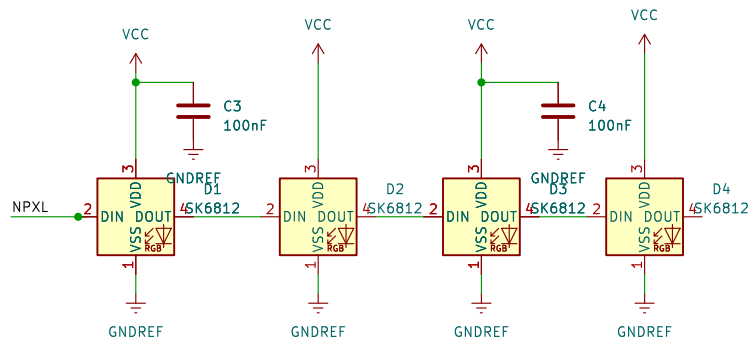 VCC
VCC
VCC
VCC
C3
100nF
C4
100nF
GNDREF
GNDREF
3
VDD
3
VDD
3
VDD
3
VDD
D1
SK6812
D2
SK6812
D3
SK6812
D4
SK6812
NPXL
2 DIN DOUT 4
2 DIN DOUT 4
2 DIN DOUT 4
2 DIN DOUT 4
VSS
RGB
VSS
RGB
VSS
RGB
VSS
RGB
1
1
1
1
GNDREF
GNDREF
GNDREF
GNDREF